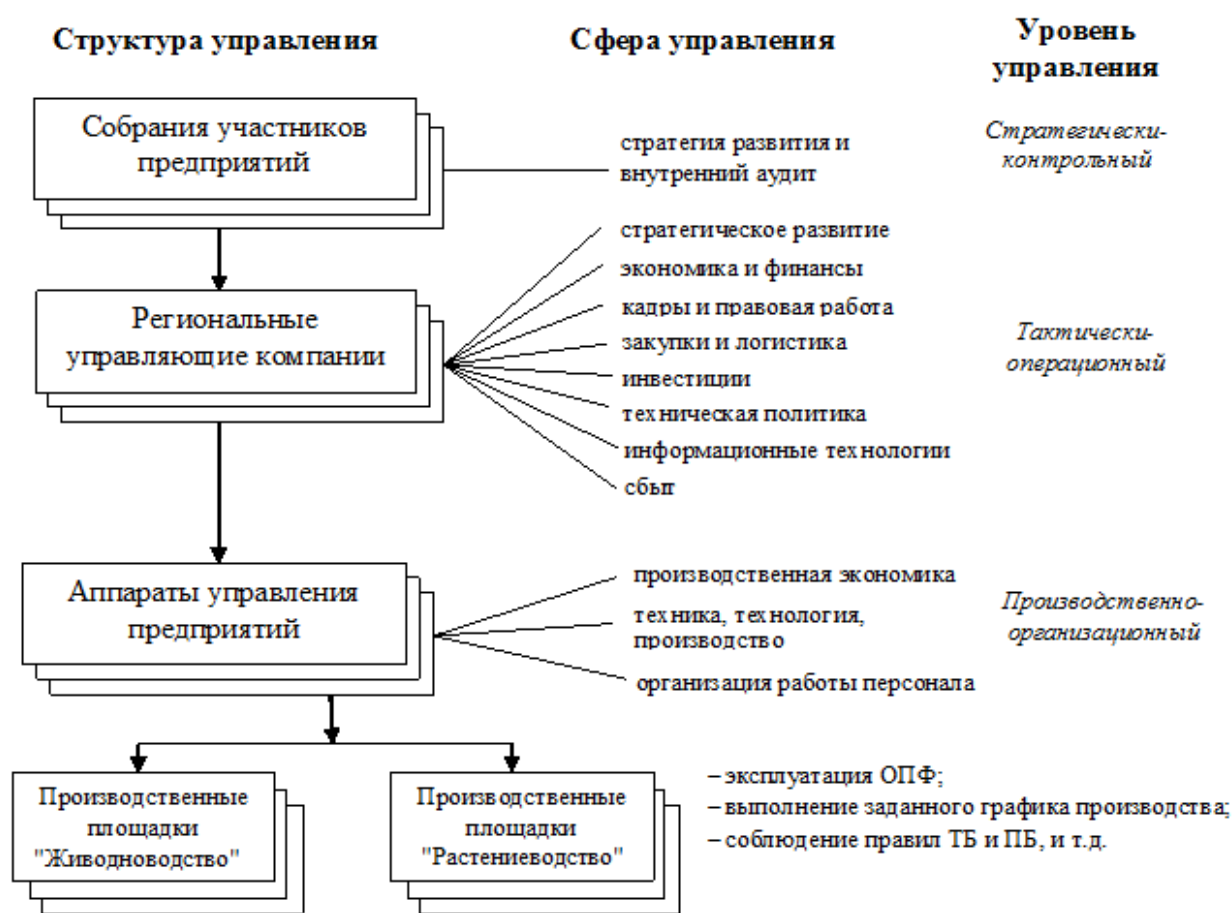 Структура управления
Сфера управления
Уровень
управления
Собрания участников
предприятий
стратегия развития и
внутренний аудит
Стратегически-
контрольный
Региональные
управляющие компании
стратегическое развитие
экономика и финансы
кадры и правовая работа
закупки и логистика
инвестиции
техническая политика
информационные технологии
сбыт
Тактически-
операционный
Аппараты управления
предприятий
производственная экономика
техника, технология,
производство
организация работы персонала
Производственно-
организационный
Производственные
площадки
"Живодноводство"
Производственные
площадки
"Растениеводство"
– эксплуатация ОПФ;
– выполнение заданного графика производства;
– соблюдение правил ТБ и ПБ, и т.д.